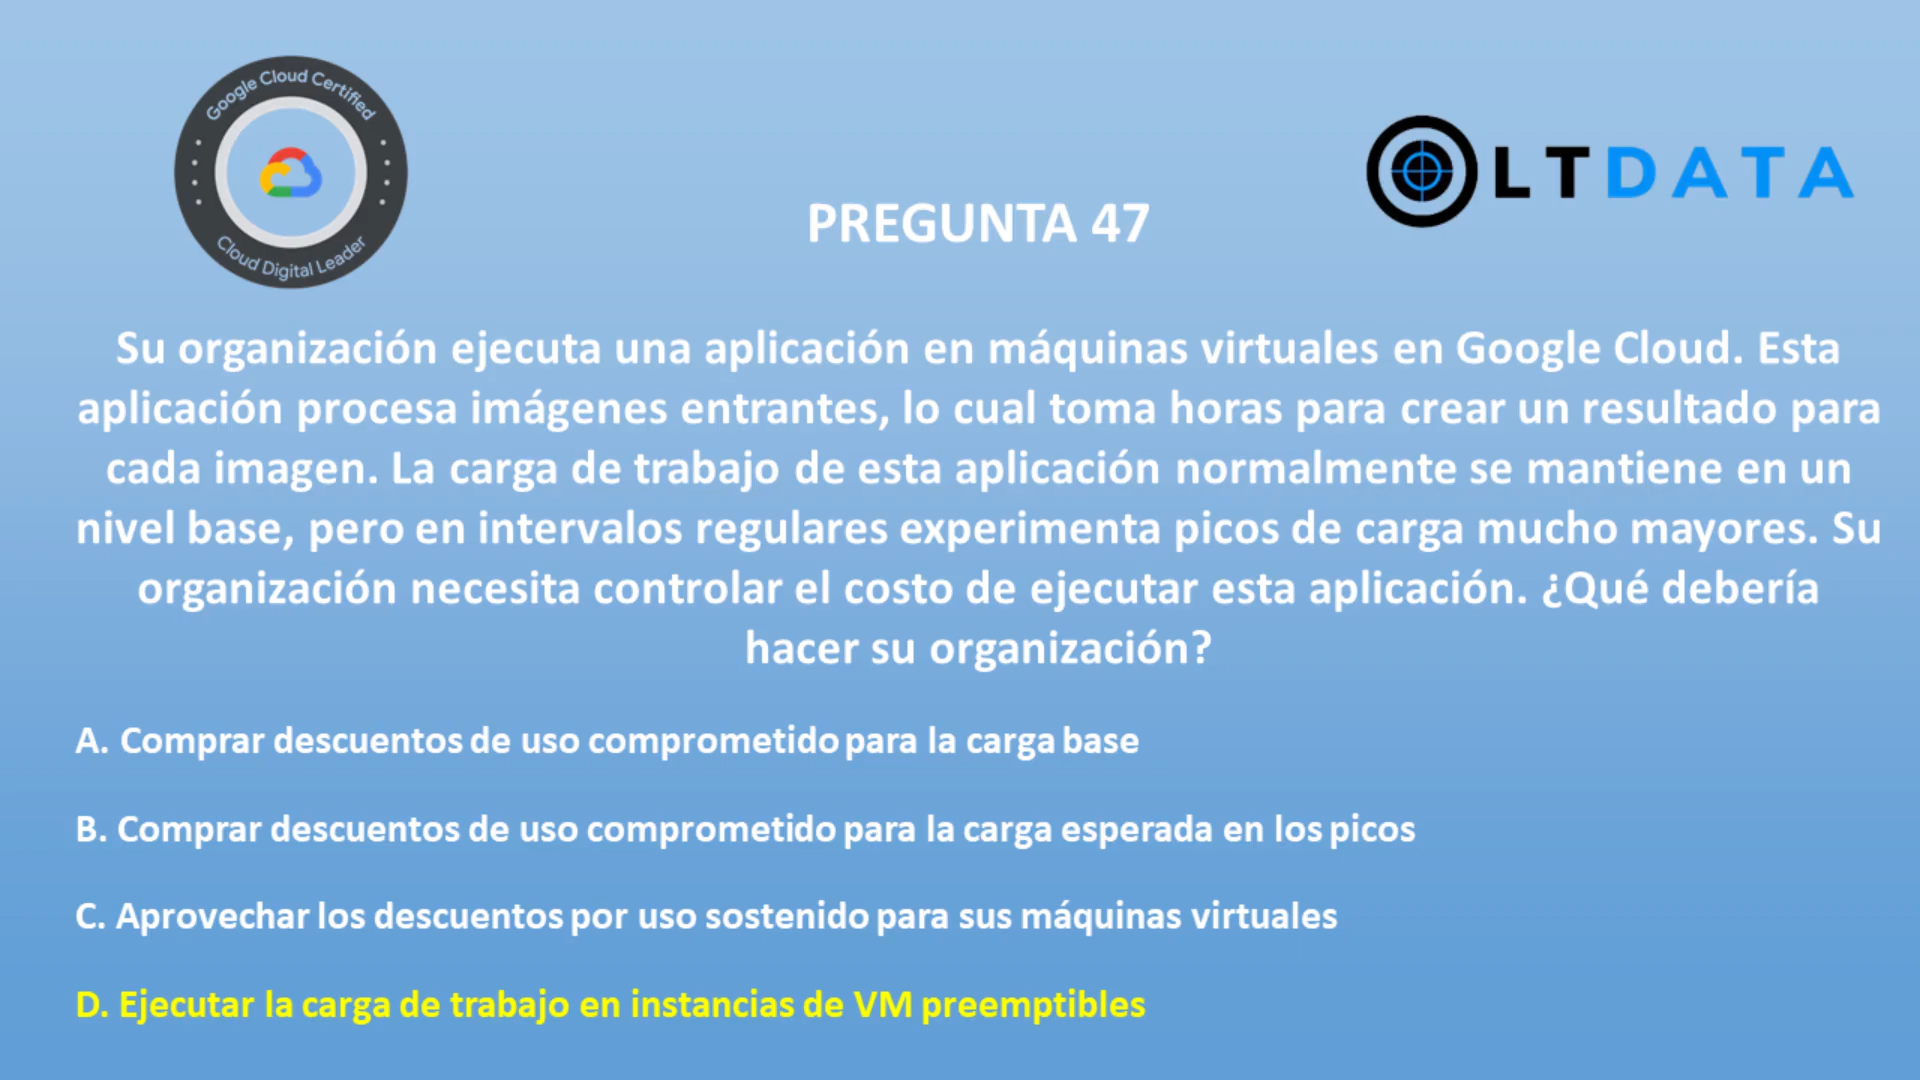 Google Cloud Certified
Cloud Digital Leader
LTDATA
PREGUNTA 47
Su organización ejecuta una aplicación en máquinas virtuales en Google Cloud. Esta
aplicación procesa imágenes entrantes, lo cual toma horas para crear un resultado para
cada imagen. La carga de trabajo de esta aplicación normalmente se mantiene en un
nivel base, pero en intervalos regulares experimenta picos de carga mucho mayores. Su
organización necesita controlar el costo de ejecutar esta aplicación. ¿Qué debería
hacer su organización?
A. Comprar descuentos de uso comprometido para la carga base
B. Comprar descuentos de uso comprometido para la carga esperada en los picos
C. Aprovechar los descuentos por uso sostenido para sus máquinas virtuales
D. Ejecutar la carga de trabajo en instancias de VM preemptibles